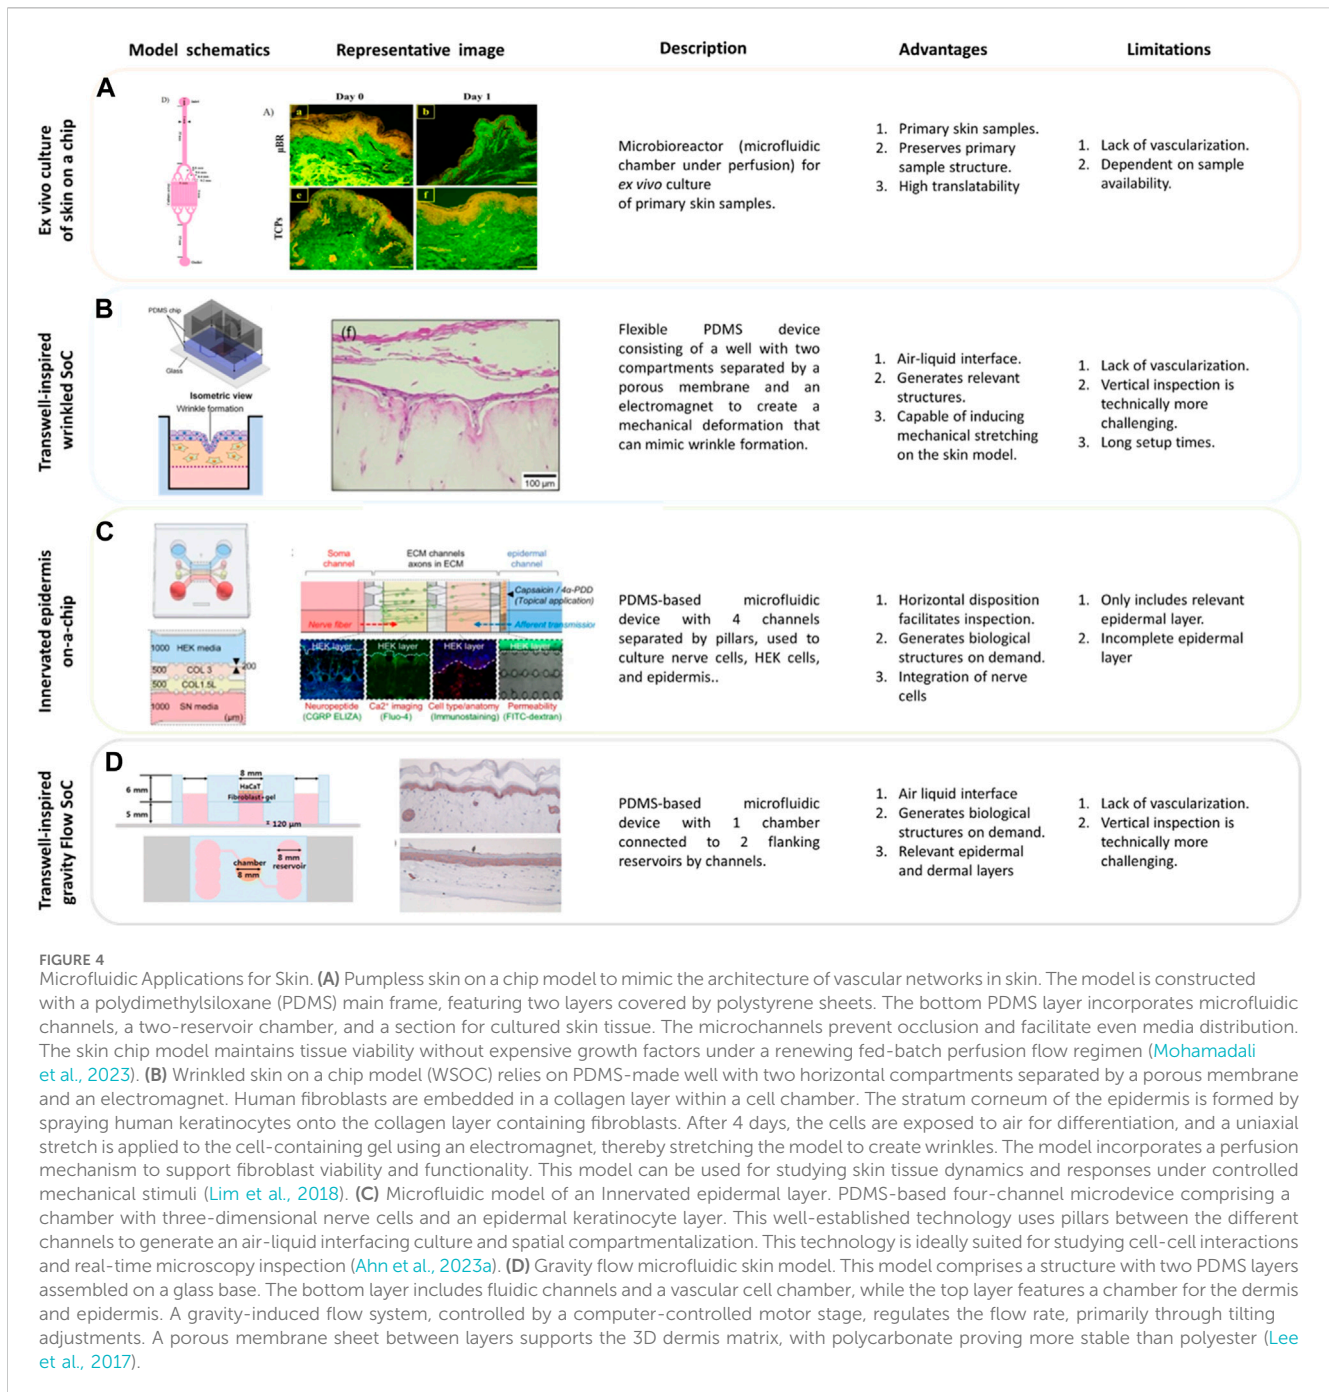 Model schematics
Representative image
Description
Advantages
Limitations
A
Ex vivo culture
of skin on a chip
D)
A)
Day 0
Day 1
μBR
TCPs
a
b
e
f
Microbioreactor (microfluidic
chamber under perfusion) for
ex vivo culture
of primary skin samples.
1. Primary skin samples.
2. Preserves primary
sample structure.
3. High translatability
1. Lack of vascularization.
2. Dependent on sample
availability.
B
Transwell-inspired
wrinkled SoC
PDMS chip
Glass
Isometric view
Wrinkle formation
(f)
100 μm
Flexible PDMS device
consisting of a well with two
compartments separated by a
porous membrane and an
electromagnet to create a
mechanical deformation that
can mimic wrinkle formation.
1. Air-liquid interface.
2. Generates relevant
structures.
3. Capable of inducing
mechanical stretching
on the skin model.
1. Lack of vascularization.
2. Vertical inspection is
technically more
challenging.
3. Long setup times.
C
Innervated epidermis
on-a-chip
1000 HEK media
200
500 COL 3
500 COL1.5L
1000 SN media
(μm)
Soma
channel
ECM channels
axons in ECM
epidermal
channel
Capsaicin / 4α-PDD
(Topical application)
Nerve fiber
Afferent transmission
HEK layer
HEK layer
HEK layer
HEK layer
Neuropeptide
(CGRP ELIZA)
Ca²⁺ imaging
(Fluo-4)
Cell type/anatomy
(Immunostaining)
Permeability
(FITC-dextran)
PDMS-based microfluidic
device with 4 channels
separated by pillars, used to
culture nerve cells, HEK cells,
and epidermis..
1. Horizontal disposition
facilitates inspection.
2. Generates biological
structures on demand.
3. Integration of nerve
cells
1. Only includes relevant
epidermal layer.
2. Incomplete epidermal
layer
D
Transwell-inspired
gravity Flow SoC
8 mm
HaCaT
Fibroblast+gel
6 mm
5 mm
120 μm
chamber
8 mm
8 mm
reservoir
PDMS-based microfluidic
device with 1 chamber
connected to 2 flanking
reservoirs by channels.
1. Air liquid interface
2. Generates biological
structures on demand.
3. Relevant epidermal
and dermal layers
1. Lack of vascularization.
2. Vertical inspection is
technically more
challenging.
FIGURE 4
Microfluidic Applications for Skin. (A) Pumpless skin on a chip model to mimic the architecture of vascular networks in skin. The model is constructed
with a polydimethylsiloxane (PDMS) main frame, featuring two layers covered by polystyrene sheets. The bottom PDMS layer incorporates microfluidic
channels, a two-reservoir chamber, and a section for cultured skin tissue. The microchannels prevent occlusion and facilitate even media distribution.
The skin chip model maintains tissue viability without expensive growth factors under a renewing fed-batch perfusion flow regimen (Mohamadali
et al., 2023). (B) Wrinkled skin on a chip model (WSOC) relies on PDMS-made well with two horizontal compartments separated by a porous membrane
and an electromagnet. Human fibroblasts are embedded in a collagen layer within a cell chamber. The stratum corneum of the epidermis is formed by
spraying human keratinocytes onto the collagen layer containing fibroblasts. After 4 days, the cells are exposed to air for differentiation, and a uniaxial
stretch is applied to the cell-containing gel using an electromagnet, thereby stretching the model to create wrinkles. The model incorporates a perfusion
mechanism to support fibroblast viability and functionality. This model can be used for studying skin tissue dynamics and responses under controlled
mechanical stimuli (Lim et al., 2018). (C) Microfluidic model of an Innervated epidermal layer. PDMS-based four-channel microdevice comprising a
chamber with three-dimensional nerve cells and an epidermal keratinocyte layer. This well-established technology uses pillars between the different
channels to generate an air-liquid interfacing culture and spatial compartmentalization. This technology is ideally suited for studying cell-cell interactions
and real-time microscopy inspection (Ahn et al., 2023a). (D) Gravity flow microfluidic skin model. This model comprises a structure with two PDMS layers
assembled on a glass base. The bottom layer includes fluidic channels and a vascular cell chamber, while the top layer features a chamber for the dermis
and epidermis. A gravity-induced flow system, controlled by a computer-controlled motor stage, regulates the flow rate, primarily through tilting
adjustments. A porous membrane sheet between layers supports the 3D dermis matrix, with polycarbonate proving more stable than polyester (Lee
et al., 2017).